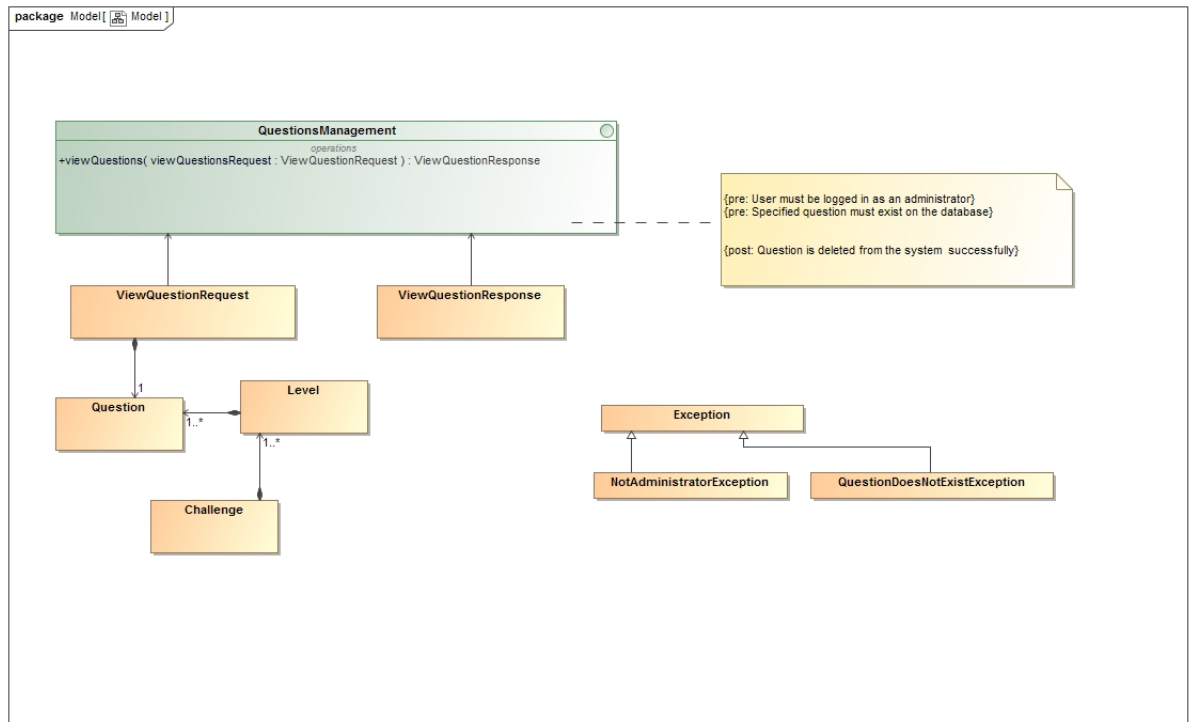 package Model[ Model ]
QuestionsManagement
operations
+viewQuestions( viewQuestionsRequest : ViewQuestionRequest ) : ViewQuestionResponse
{pre: User must be logged in as an administrator}
{pre: Specified question must exist on the database}
{post: Question is deleted from the system successfully}
ViewQuestionRequest
ViewQuestionResponse
1
Question
Level
1..*
1..*
Challenge
Exception
NotAdministratorException
QuestionDoesNotExistException